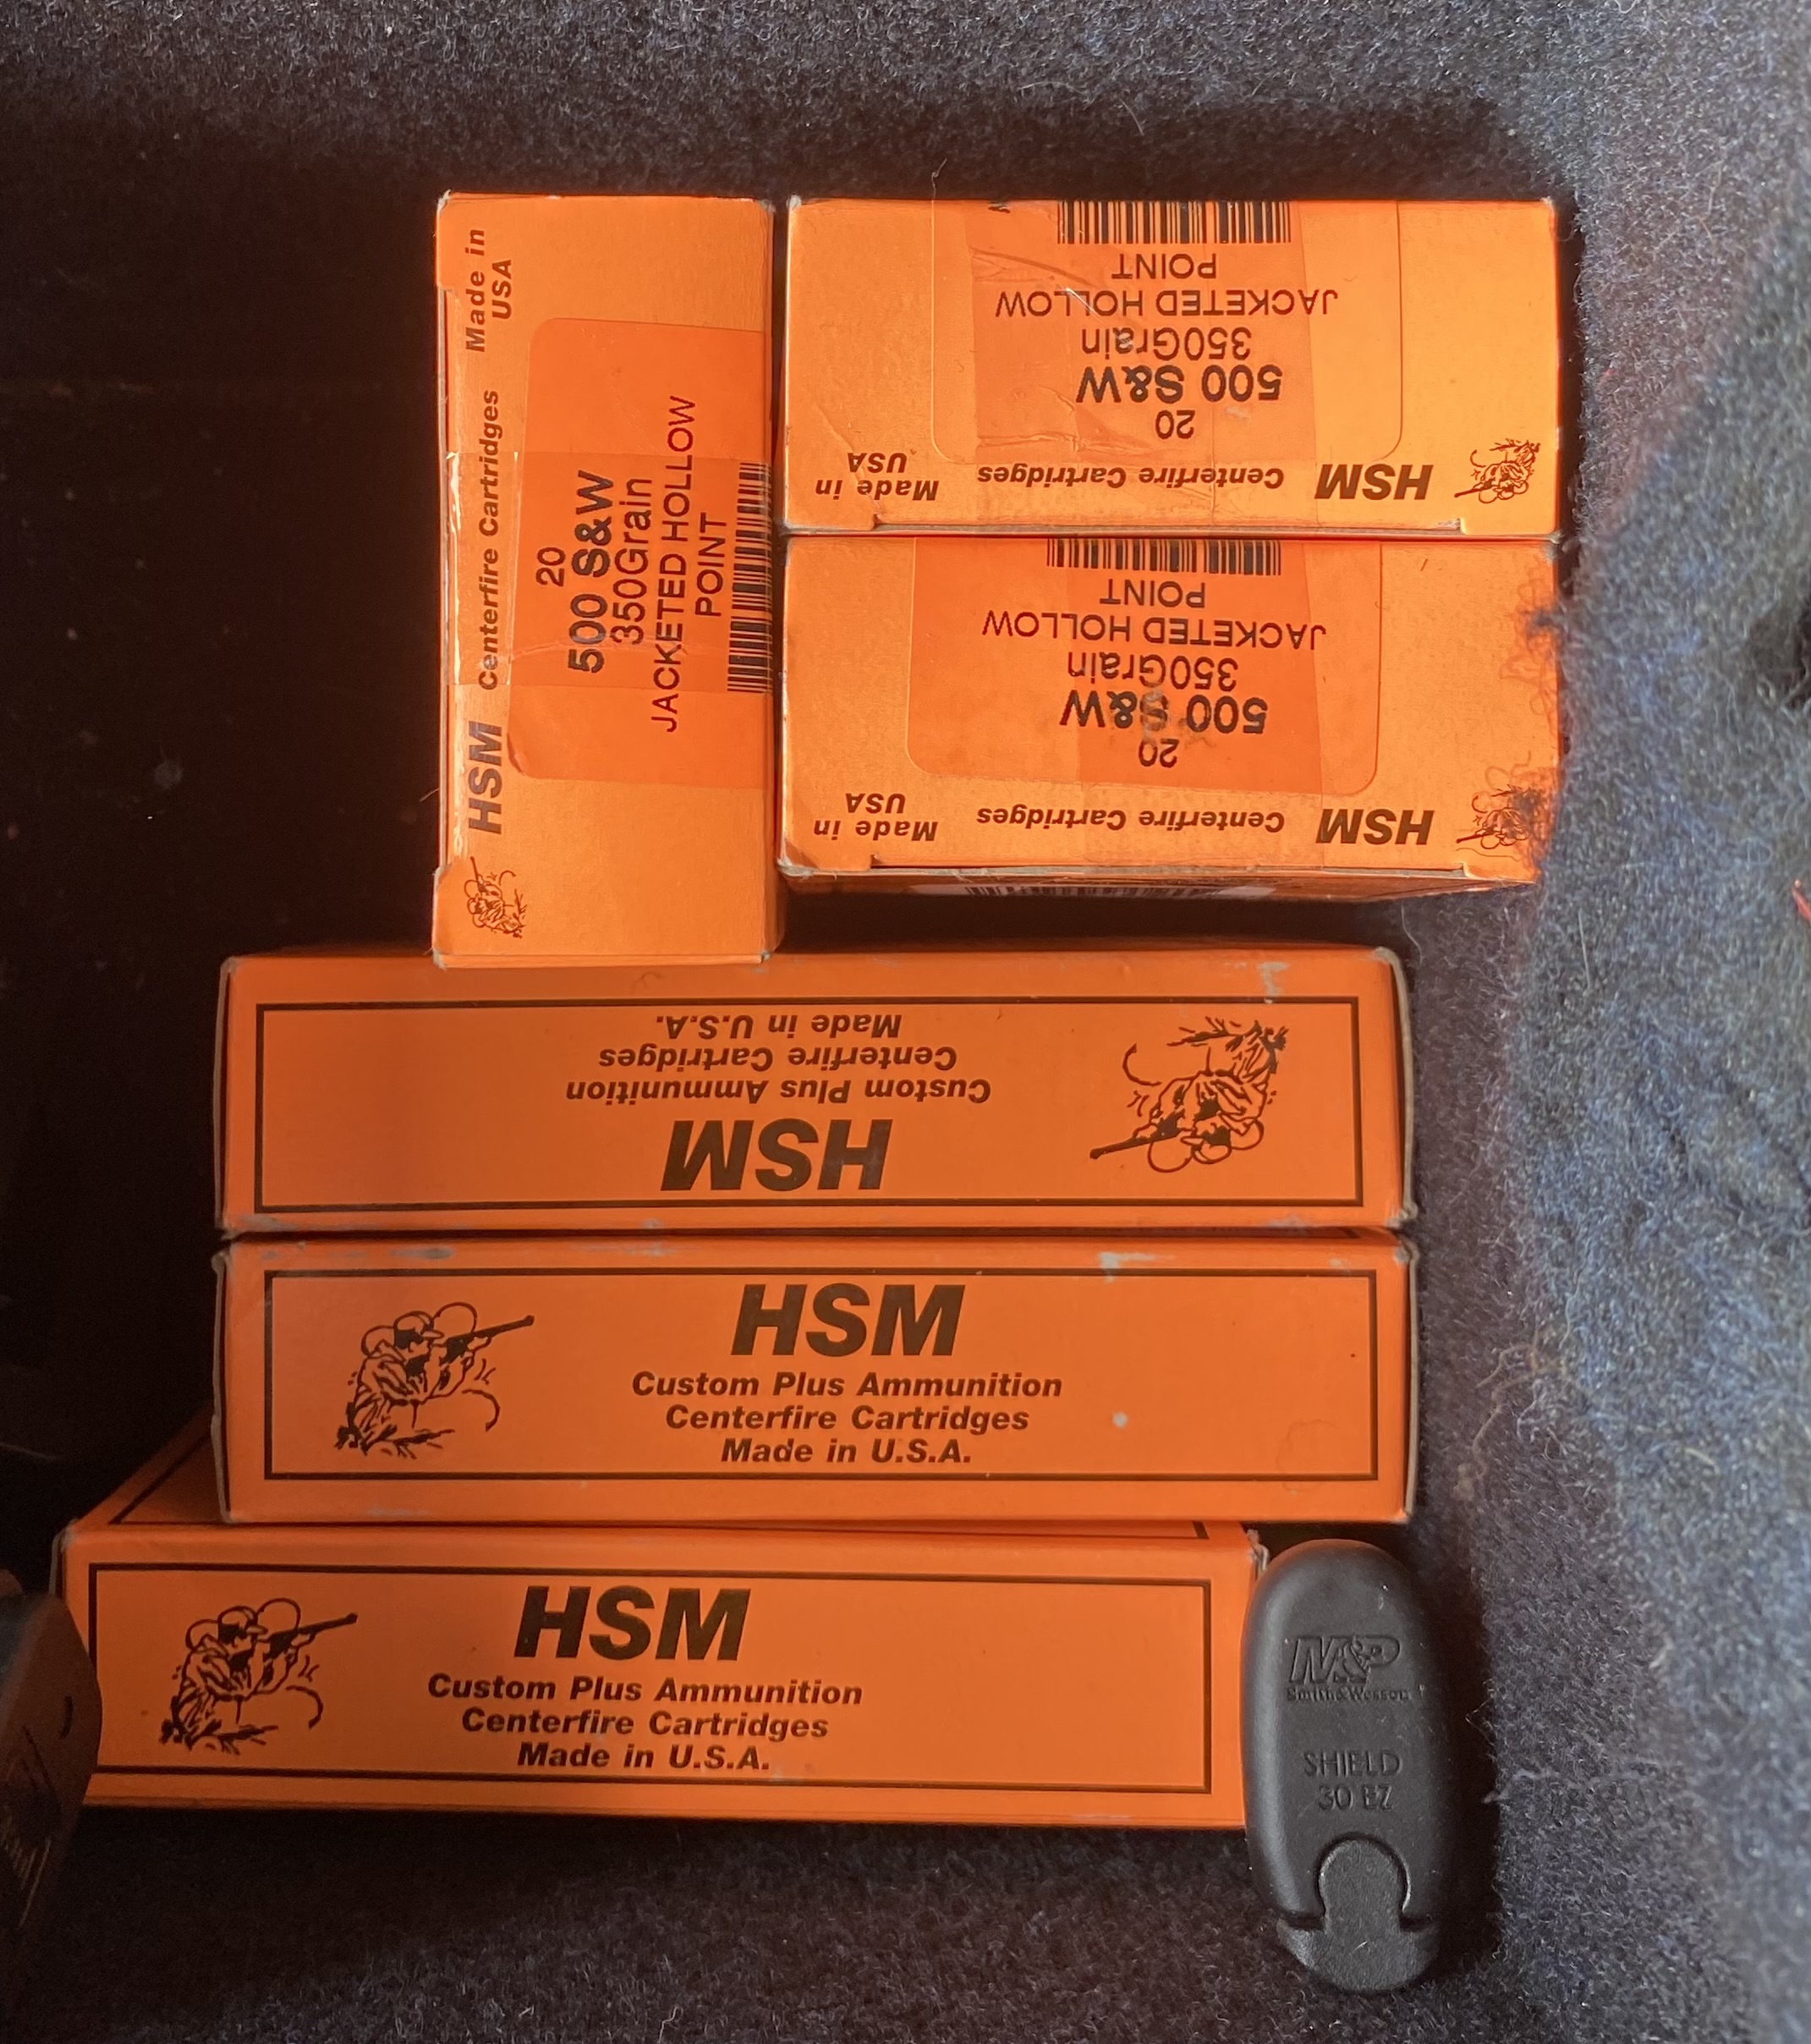 Made in
USA
Centerfire Cartridges
HSM
20
500 S&W
350Grain
JACKETED HOLLOW
POINT
HSM Centerfire Cartridges Made in
USA
20
500 S&W
350Grain
JACKETED HOLLOW
POINT
HSM Centerfire Cartridges Made in
USA
20
500 S&W
350Grain
JACKETED HOLLOW
POINT
HSM
Custom Plus Ammunition
Centerfire Cartridges
Made in U.S.A.
HSM
Custom Plus Ammunition
Centerfire Cartridges
Made in U.S.A.
HSM
Custom Plus Ammunition
Centerfire Cartridges
Made in U.S.A.
M&P
Smith&Wesson
SHIELD
30 EZ